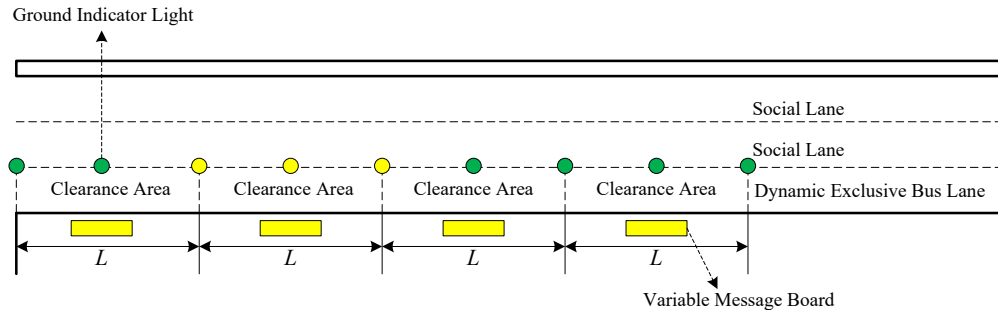 Ground Indicator Light
Social Lane
Social Lane
Clearance Area Clearance Area Clearance Area Clearance Area
Dynamic Exclusive Bus Lane
L L L L
Variable Message Board